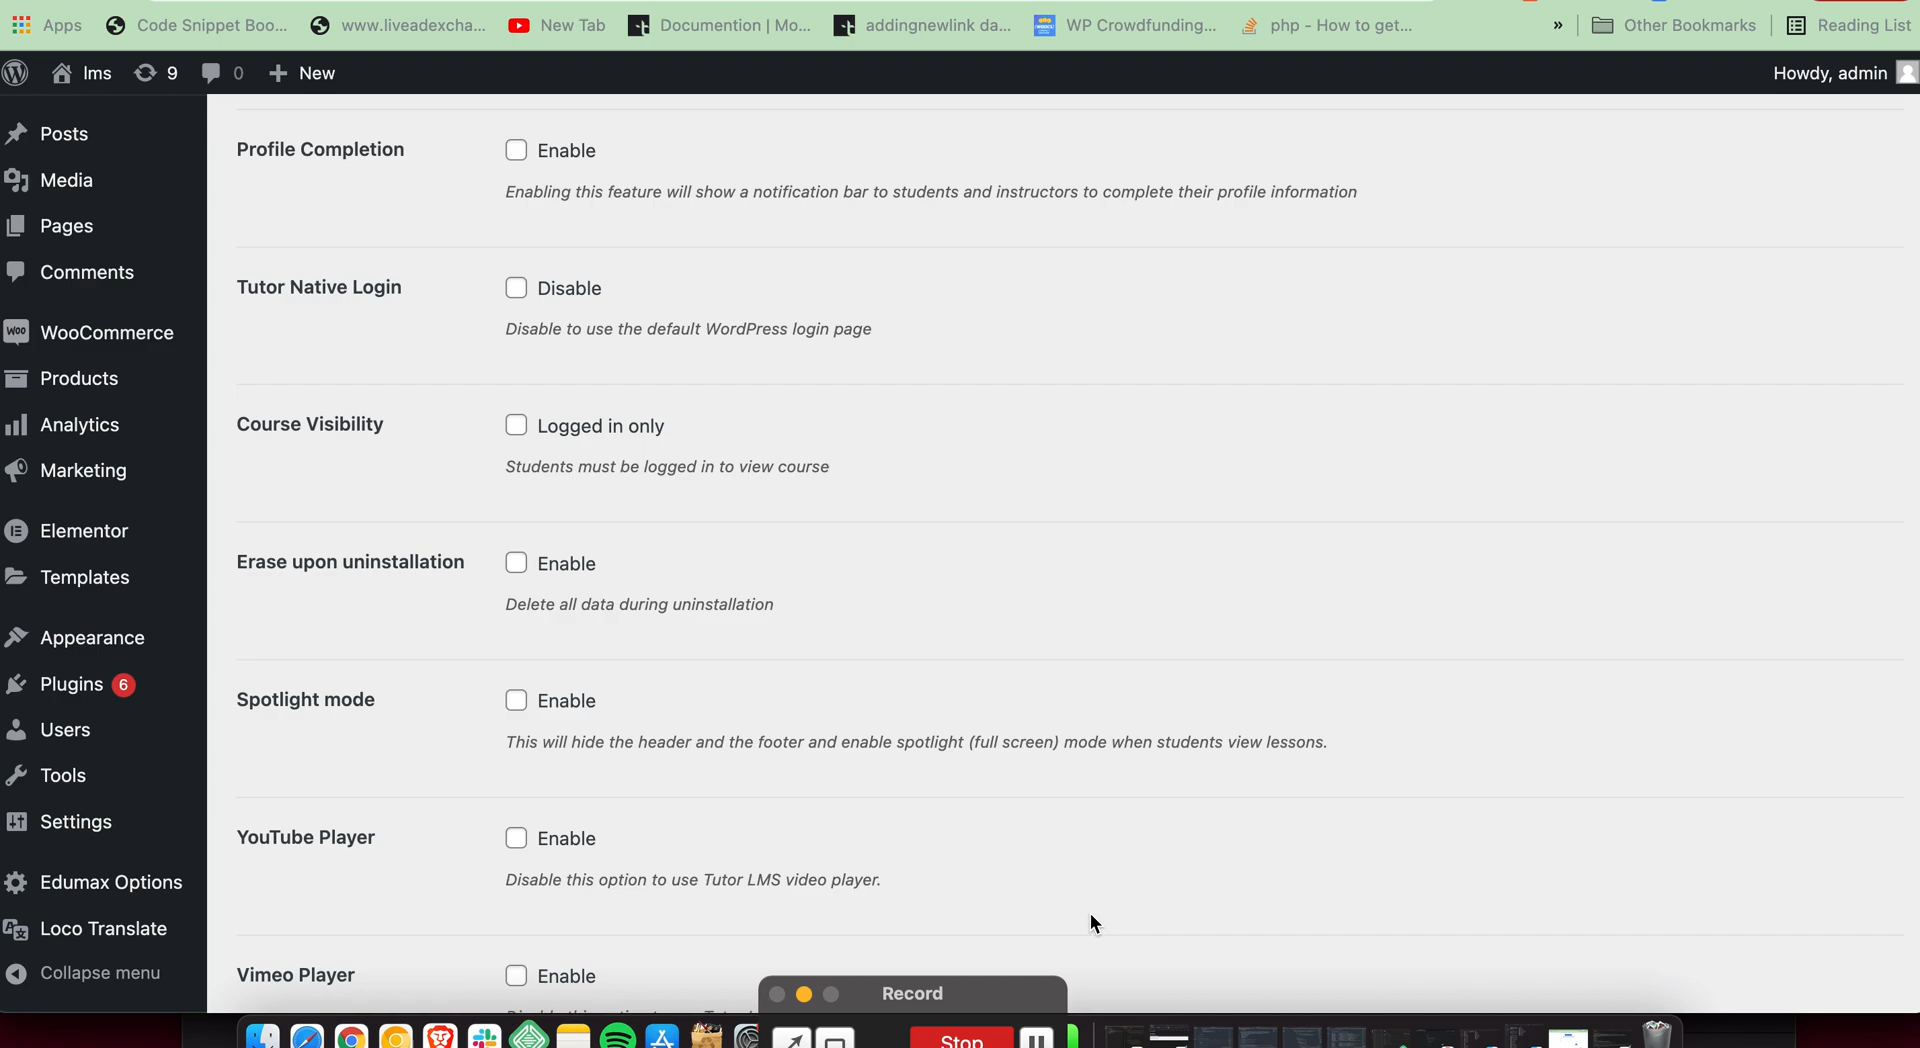 Apps Code Snippet Boo... www.liveadexcha... New Tab Documention | Mo... addingnewlink da... WP Crowdfunding... php - How to get... » Other Bookmarks Reading List
lms 9 0 + New Howdy, admin
Posts
Media
Pages
Comments
WOO WooCommerce
Products
Analytics
Marketing
Elementor
Templates
Appearance
Plugins 6
Users
Tools
Settings
Edumax Options
Loco Translate
Collapse menu
Profile Completion Enable
Enabling this feature will show a notification bar to students and instructors to complete their profile information
Tutor Native Login Disable
Disable to use the default WordPress login page
Course Visibility Logged in only
Students must be logged in to view course
Erase upon uninstallation Enable
Delete all data during uninstallation
Spotlight mode Enable
This will hide the header and the footer and enable spotlight (full screen) mode when students view lessons.
YouTube Player Enable
Disable this option to use Tutor LMS video player.
Vimeo Player Enable
Record
Stop